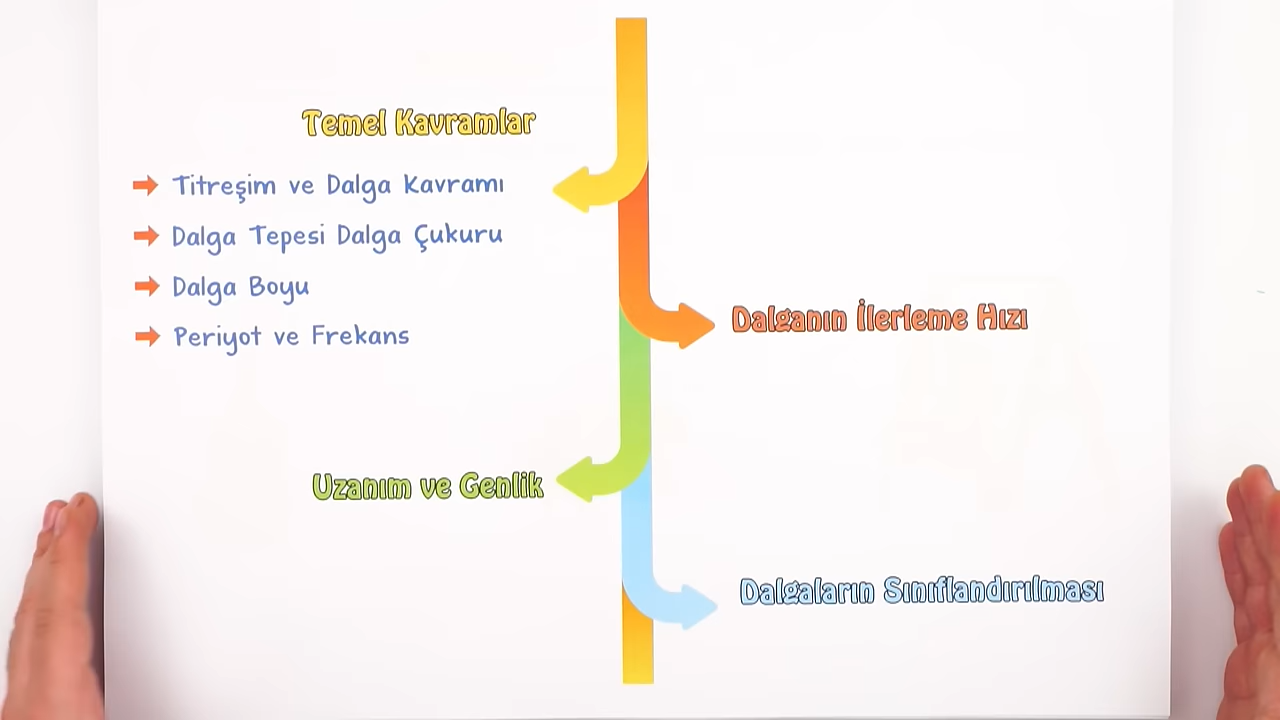 Temel Kavramlar
Titreşim ve Dalga Kavramı
Dalga Tepesi Dalga Çukuru
Dalga Boyu
Periyot ve Frekans
Dalganın İlerleme Hızı
Uzanım ve Genlik
Dalgaların Sınıflandırılması